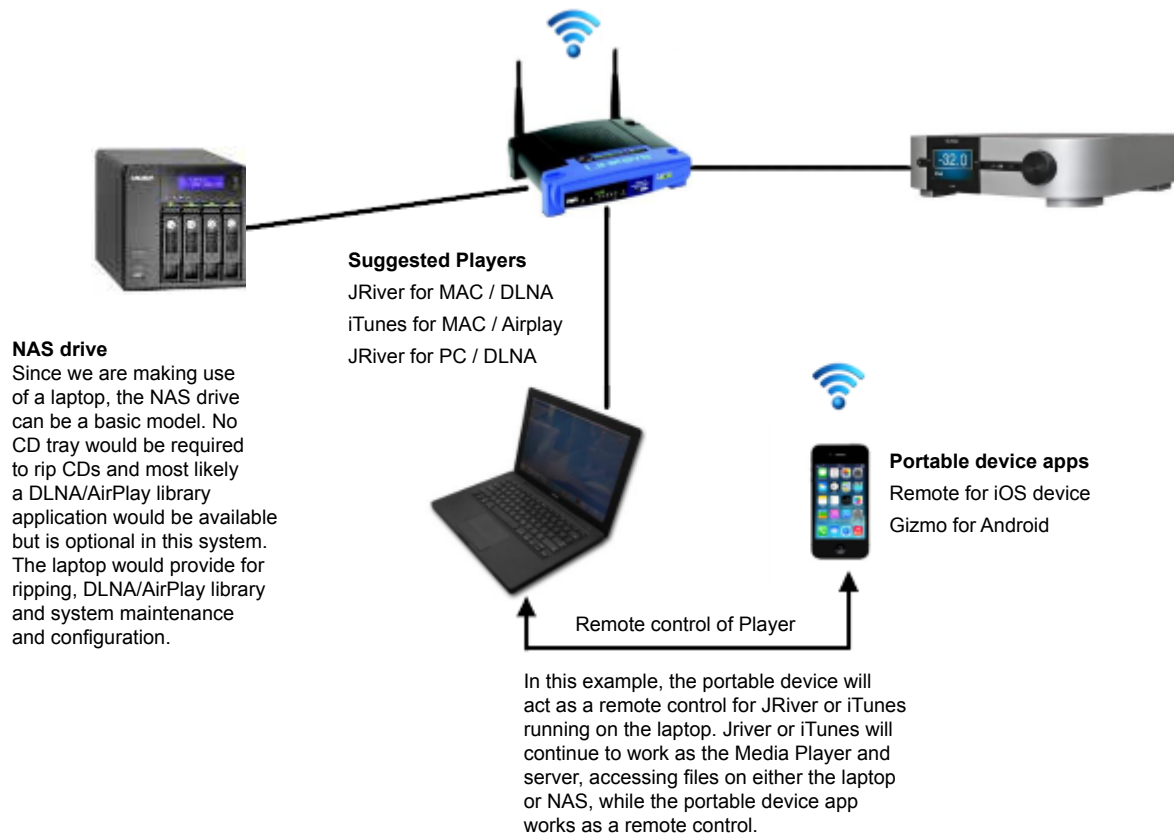 -32.0
Suggested Players
JRiver for MAC / DLNA
iTunes for MAC / Airplay
JRiver for PC / DLNA
NAS drive
Since we are making use
of a laptop, the NAS drive
can be a basic model. No
CD tray would be required
to rip CDs and most likely
a DLNA/AirPlay library
application would be available
but is optional in this system.
The laptop would provide for
ripping, DLNA/AirPlay library
and system maintenance
and configuration.
Portable device apps
Remote for iOS device
Gizmo for Android
Remote control of Player
In this example, the portable device will
act as a remote control for JRiver or iTunes
running on the laptop. Jriver or iTunes will
continue to work as the Media Player and
server, accessing files on either the laptop
or NAS, while the portable device app
works as a remote control.